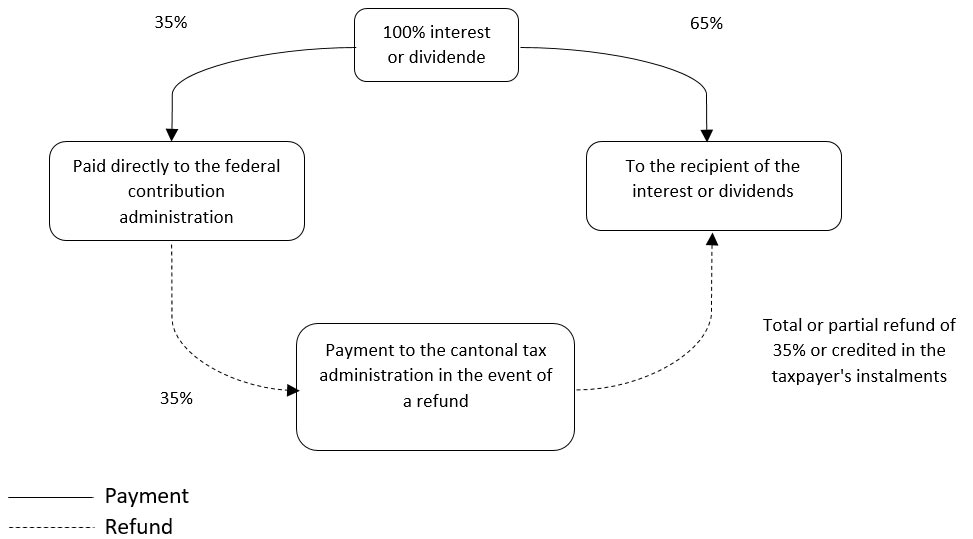 35%
100% interest
or dividende
65%
Paid directly to the federal
contribution
administration
To the recipient of the
interest or dividends
Payment to the cantonal tax
administration in the event of
a refund
35%
Total or partial refund of
35% or credited in the
taxpayer's instalments
Payment
Refund